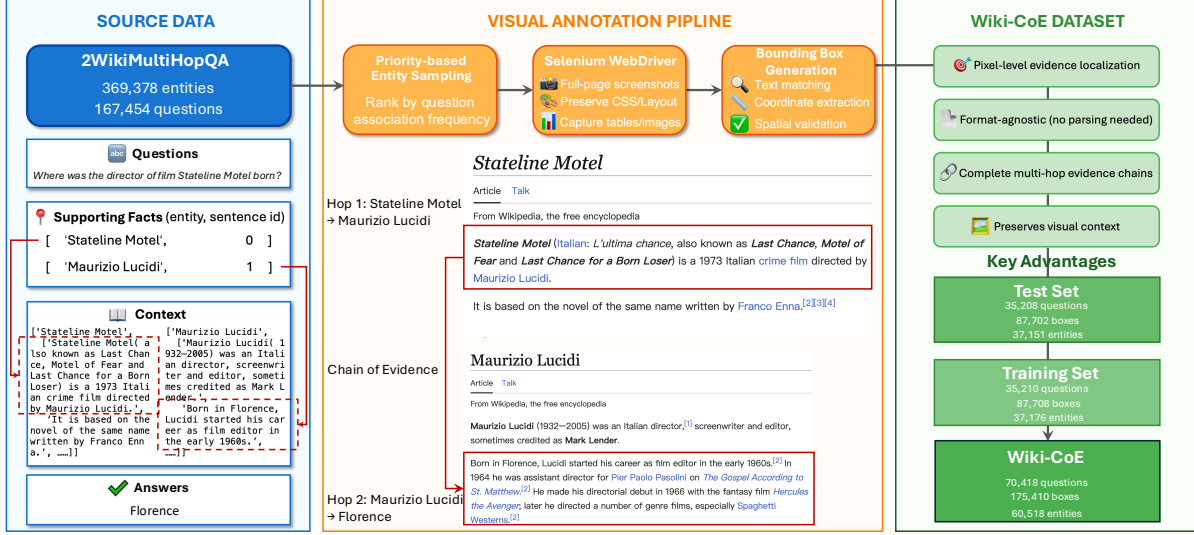 SOURCE DATA
2WikiMultiHopQA
369,378 entities
167,454 questions
abc Questions
Where was the director of film Stateline Motel born?
Supporting Facts (entity, sentence id)
[ 'Stateline Motel', 0 ]
[ 'Maurizio Lucidi', 1 ]
Context
['Stateline Motel',
['Stateline Motel( a
lso known as Last Chan
ce, Motel of Fear and
Last Chance for a Born
Loser) is a 1973 Itali
an crime film directed
by Maurizio Lucidi.',
'It is based on the
novel of the same name
written by Franco Enn
a.', ……]]
['Maurizio Lucidi',
['Maurizio Lucidi( 1
932−2005) was an Itali
an director, screenwri
ter and editor, someti
mes credited as Mark L
ender.',
'Born in Florence,
Lucidi started his car
eer as film editor in
the early 1960s.',
……]]
Answers
Florence
VISUAL ANNOTATION PIPLINE
Priority-based
Entity Sampling
Rank by question
association frequency
Selenium WebDriver
Full-page screenshots
Preserve CSS/Layout
Capture tables/images
Bounding Box
Generation
Text matching
Coordinate extraction
Spatial validation
Hop 1: Stateline Motel
→ Maurizio Lucidi
Stateline Motel
Article Talk
From Wikipedia, the free encyclopedia
Stateline Motel (Italian: L'ultima chance, also known as Last Chance, Motel of
Fear and Last Chance for a Born Loser) is a 1973 Italian crime film directed by
Maurizio Lucidi.
It is based on the novel of the same name written by Franco Enna.[2][3][4]
Chain of Evidence
Maurizio Lucidi
Article Talk
From Wikipedia, the free encyclopedia
Maurizio Lucidi (1932–2005) was an Italian director,[1] screenwriter and editor,
sometimes credited as Mark Lender.
Hop 2: Maurizio Lucidi
→ Florence
Born in Florence, Lucidi started his career as film editor in the early 1960s.[2] In
1964 he was assistant director for Pier Paolo Pasolini on The Gospel According to
St. Matthew.[2] He made his directorial debut in 1966 with the fantasy film Hercules
the Avenger; later he directed a number of genre films, especially Spaghetti
Westerns.[2]
Wiki-CoE DATASET
Pixel-level evidence localization
Format-agnostic (no parsing needed)
Complete multi-hop evidence chains
Preserves visual context
Key Advantages
Test Set
35,208 questions
87,702 boxes
37,151 entities
Training Set
35,210 questions
87,708 boxes
37,176 entities
Wiki-CoE
70,418 questions
175,410 boxes
60,518 entities